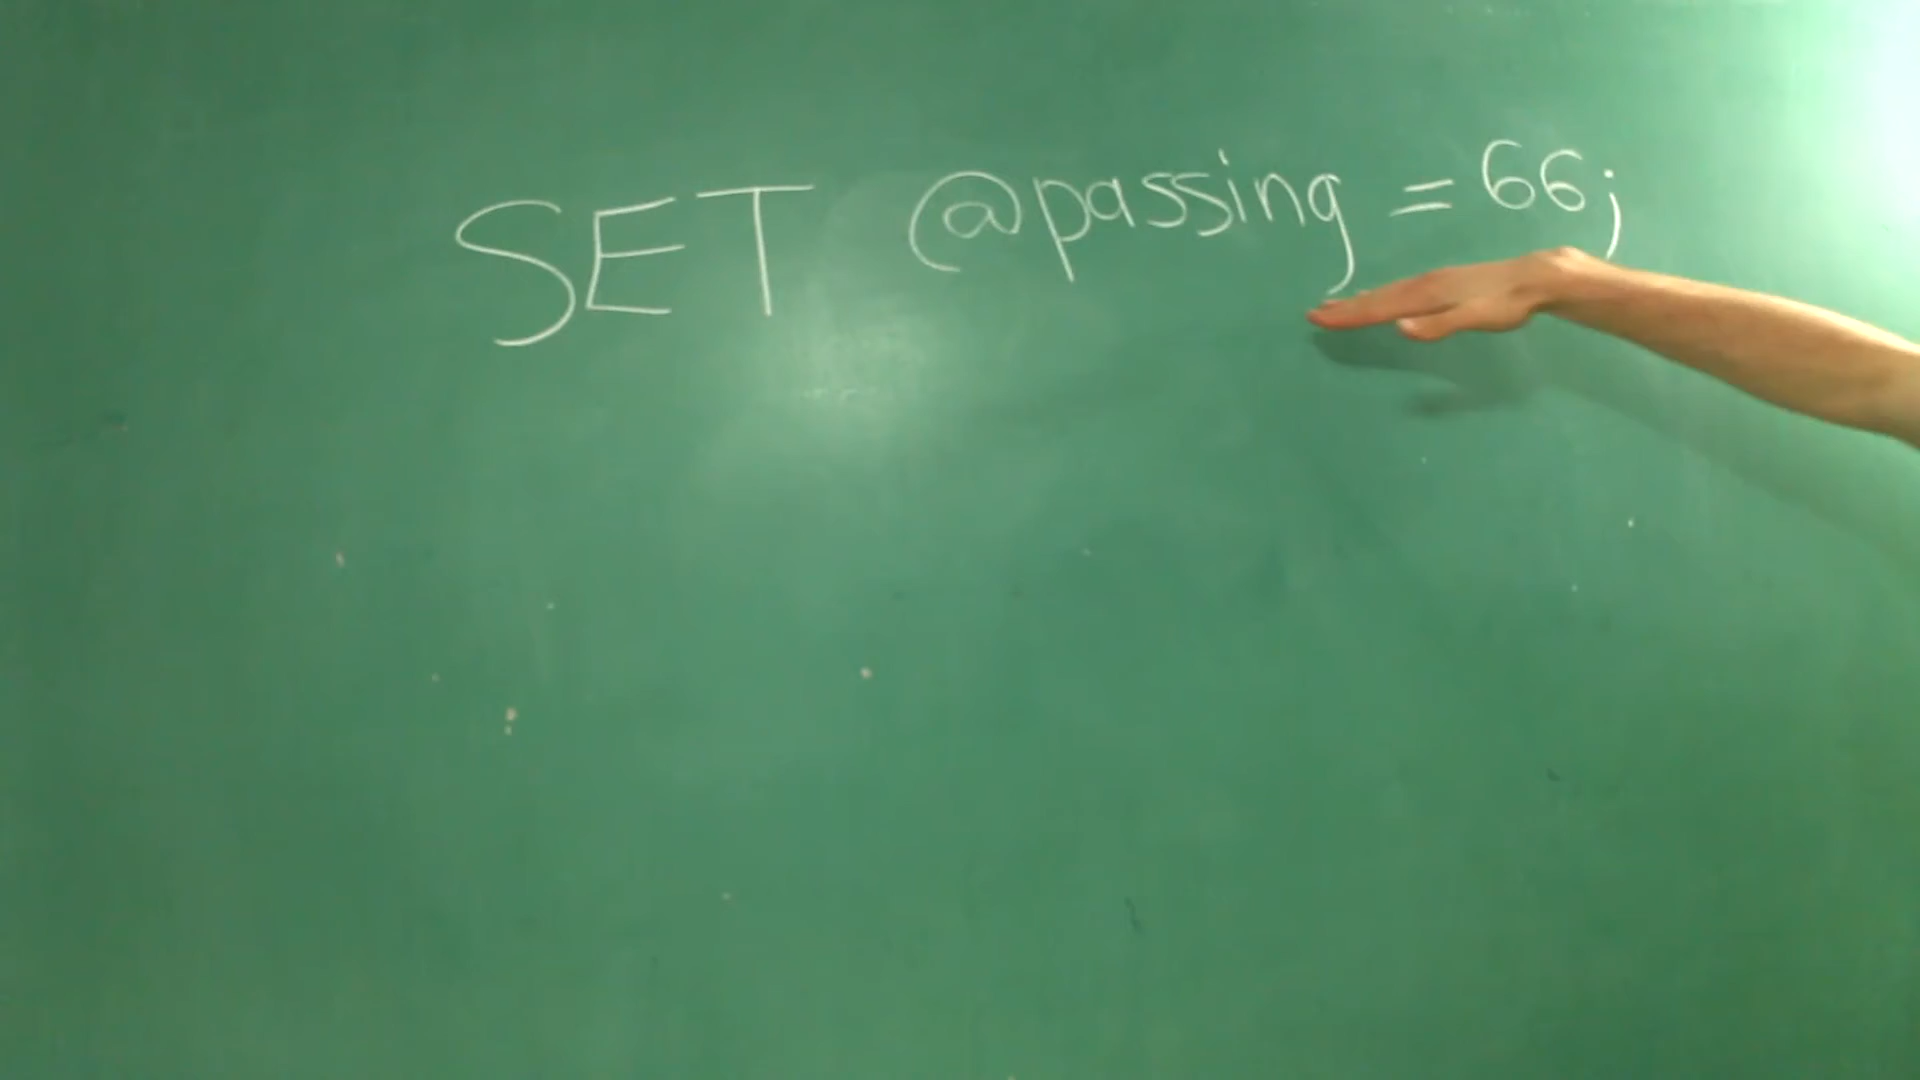 SET @passing = 66;